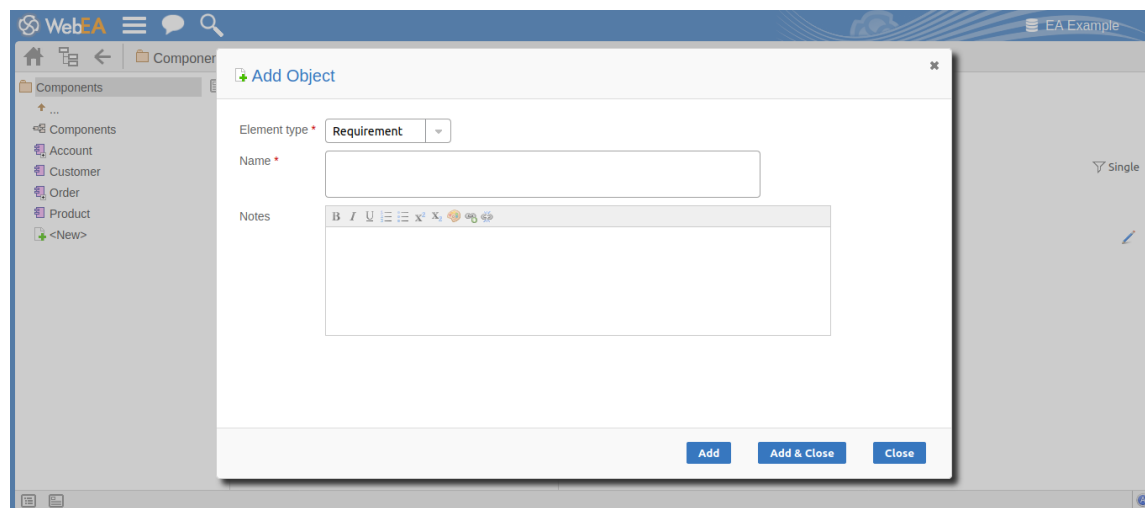 WebEA
EA Example
Componen
Add Object
Components
...
Components
Account
Customer
Order
Product
<New>
Element type *
Requirement
Name *
Notes
B I U x² X₂
Single
Add
Add & Close
Close